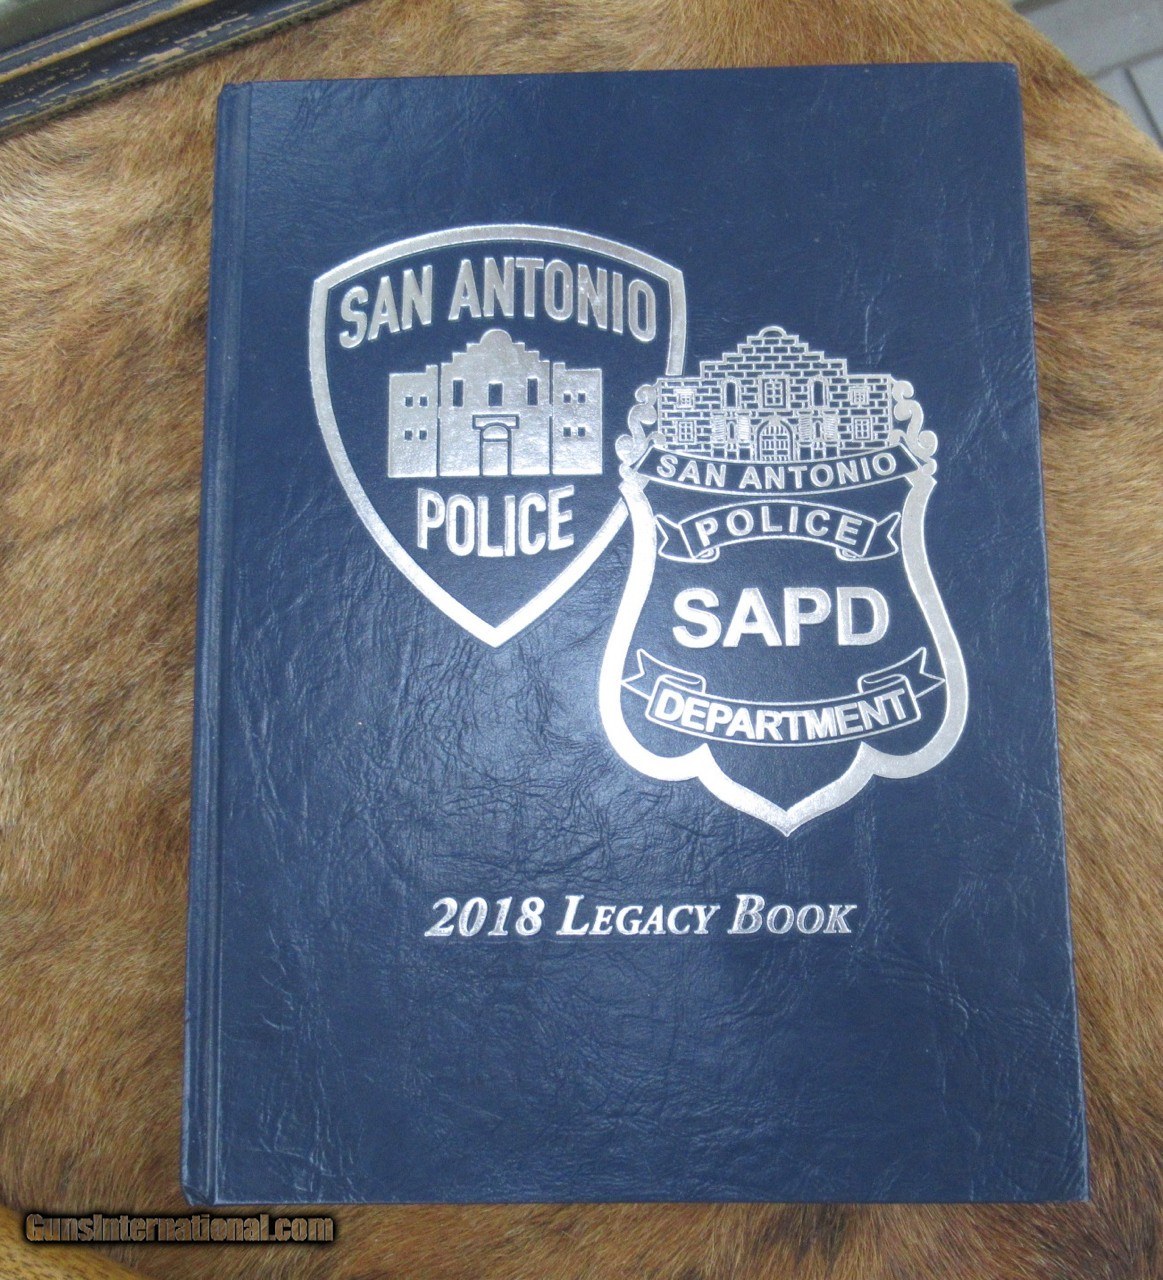 SAN ANTONIO
POLICE
SAN ANTONIO
POLICE
SAPD
DEPARTMENT
2018 LEGACY BOOK
GunsInternational.com